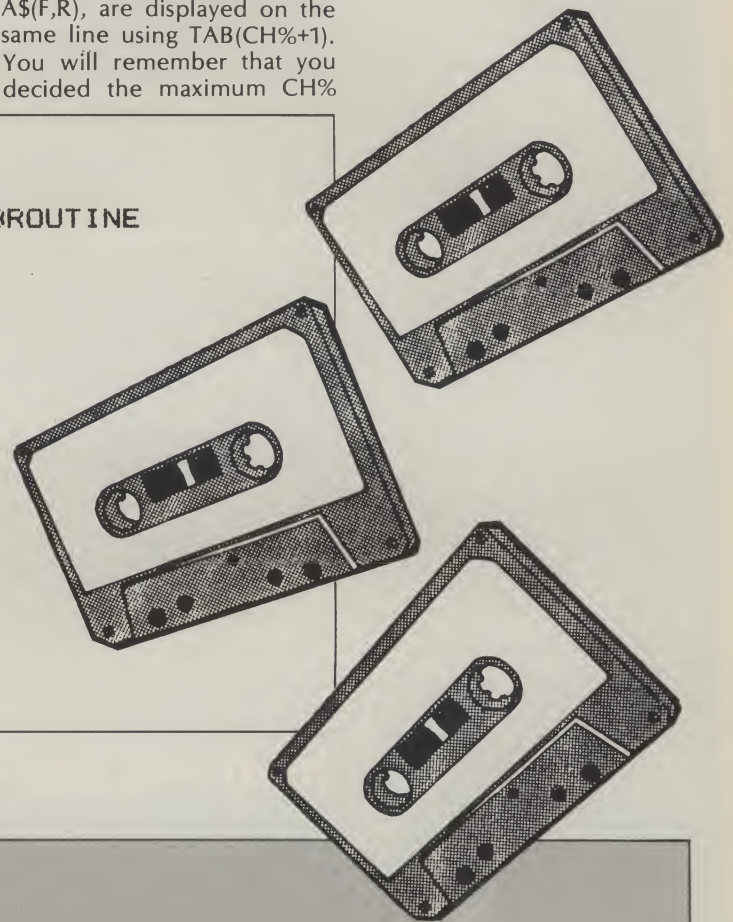 A$(F,R), are displayed on the
same line using TAB(CH%+1).
You will remember that you
decided the maximum CH%
ROUTINE